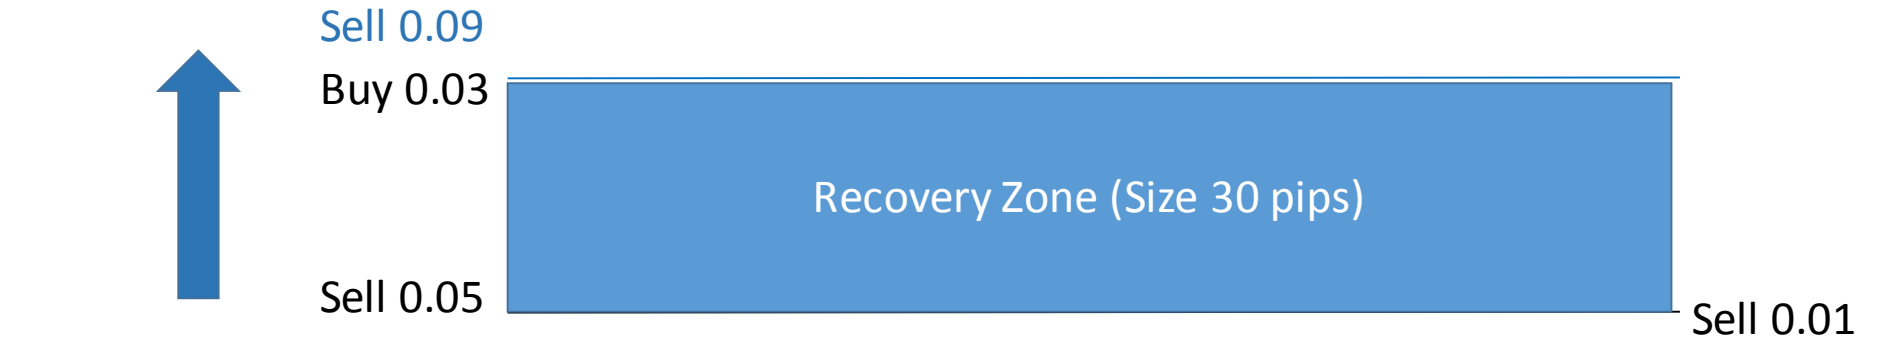 Sell 0.09
Buy 0.03
Recovery Zone (Size 30 pips)
Sell 0.05
Sell 0.01